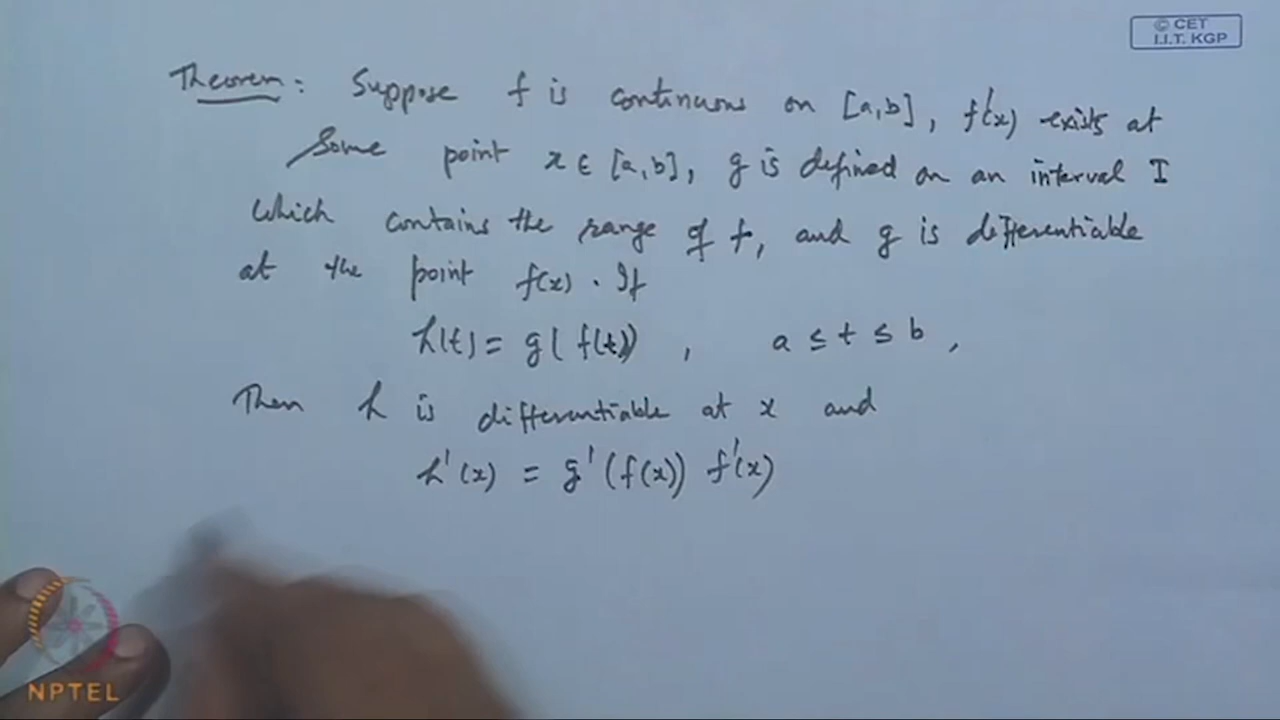 © CET
I.I.T. KGP
Theorem: Suppose f is continuous on [a,b], f'(x) exists at
Some point x ∈ [a,b], g is defined on an interval I
which contains the range of f, and g is differentiable
at the point f(x). If
h(t) = g(f(t)) , a ≤ t ≤ b ,
Then h is differentiable at x and
h'(x) = g'(f(x)) f'(x)
NPTEL